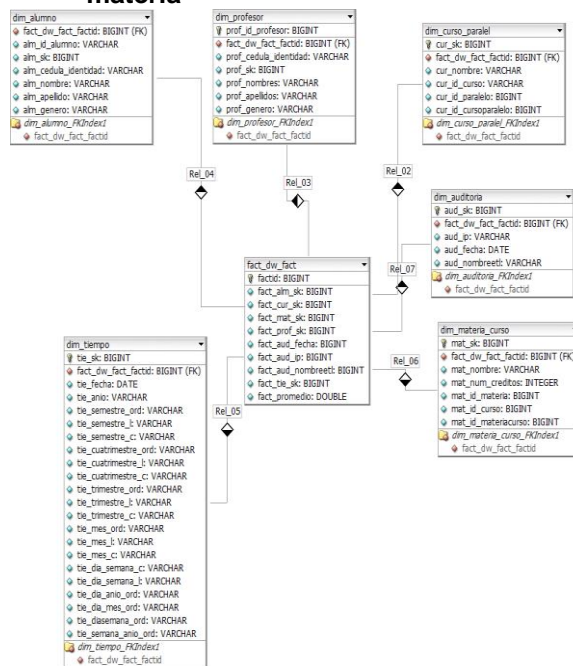 materia
dim_alumno
fact_dw_fact_factid: BIGINT (FK)
alm_id_alumno: VARCHAR
alm_sk: BIGINT
alm_cedula_identidad: VARCHAR
alm_nombre: VARCHAR
alm_apellido: VARCHAR
alm_genero: VARCHAR
dim_alumno_FKIndex1
fact_dw_fact_factid
dim_profesor
prof_id_profesor: BIGINT
fact_dw_fact_factid: BIGINT (FK)
prof_cedula_identidad: VARCHAR
prof_sk: BIGINT
prof_nombres: VARCHAR
prof_apellidos: VARCHAR
prof_genero: VARCHAR
dim_profesor_FKIndex1
fact_dw_fact_factid
dim_curso_paralel
cur_sk: BIGINT
fact_dw_fact_factid: BIGINT (FK)
cur_nombre: VARCHAR
cur_id_curso: VARCHAR
cur_id_paralelo: BIGINT
cur_id_cursoparalelo: BIGINT
dim_curso_paralel_FKIndex1
fact_dw_fact_factid
Rel_04
Rel_03
Rel_02
dim_auditoria
aud_sk: BIGINT
fact_dw_fact_factid: BIGINT (FK)
aud_ip: VARCHAR
aud_fecha: DATE
aud_nombreetl: VARCHAR
dim_auditoria_FKIndex1
fact_dw_fact_factid
Rel_07
fact_dw_fact
factid: BIGINT
fact_alm_sk: BIGINT
fact_cur_sk: BIGINT
fact_mat_sk: BIGINT
fact_prof_sk: BIGINT
fact_aud_fecha: BIGINT
fact_aud_ip: BIGINT
fact_aud_nombreetl: BIGINT
fact_tie_sk: BIGINT
fact_promedio: DOUBLE
dim_materia_curso
mat_sk: BIGINT
fact_dw_fact_factid: BIGINT (FK)
mat_nombre: VARCHAR
mat_num_creditos: INTEGER
mat_id_materia: BIGINT
mat_id_curso: BIGINT
mat_id_materiacurso: BIGINT
dim_materia_curso_FKIndex1
fact_dw_fact_factid
Rel_06
Rel_05
dim_tiempo
tie_sk: BIGINT
fact_dw_fact_factid: BIGINT (FK)
tie_fecha: DATE
tie_anio: VARCHAR
tie_semestre_ord: VARCHAR
tie_semestre_l: VARCHAR
tie_semestre_c: VARCHAR
tie_cuatrimestre_ord: VARCHAR
tie_cuatrimestre_l: VARCHAR
tie_cuatrimestre_c: VARCHAR
tie_trimestre_ord: VARCHAR
tie_trimestre_l: VARCHAR
tie_trimestre_c: VARCHAR
tie_mes_ord: VARCHAR
tie_mes_l: VARCHAR
tie_mes_c: VARCHAR
tie_dia_semana_c: VARCHAR
tie_dia_semana_l: VARCHAR
tie_dia_anio_ord: VARCHAR
tie_dia_mes_ord: VARCHAR
tie_diasemana_ord: VARCHAR
tie_semana_anio_ord: VARCHAR
dim_tiempo_FKIndex1
fact_dw_fact_factid